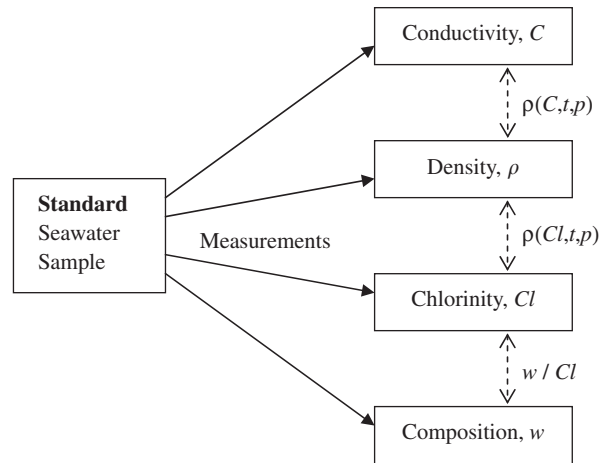 Conductivity, C
ρ(C,t,p)
Density, ρ
Standard
Seawater
Sample
Measurements
ρ(Cl,t,p)
Chlorinity, Cl
w / Cl
Composition, w